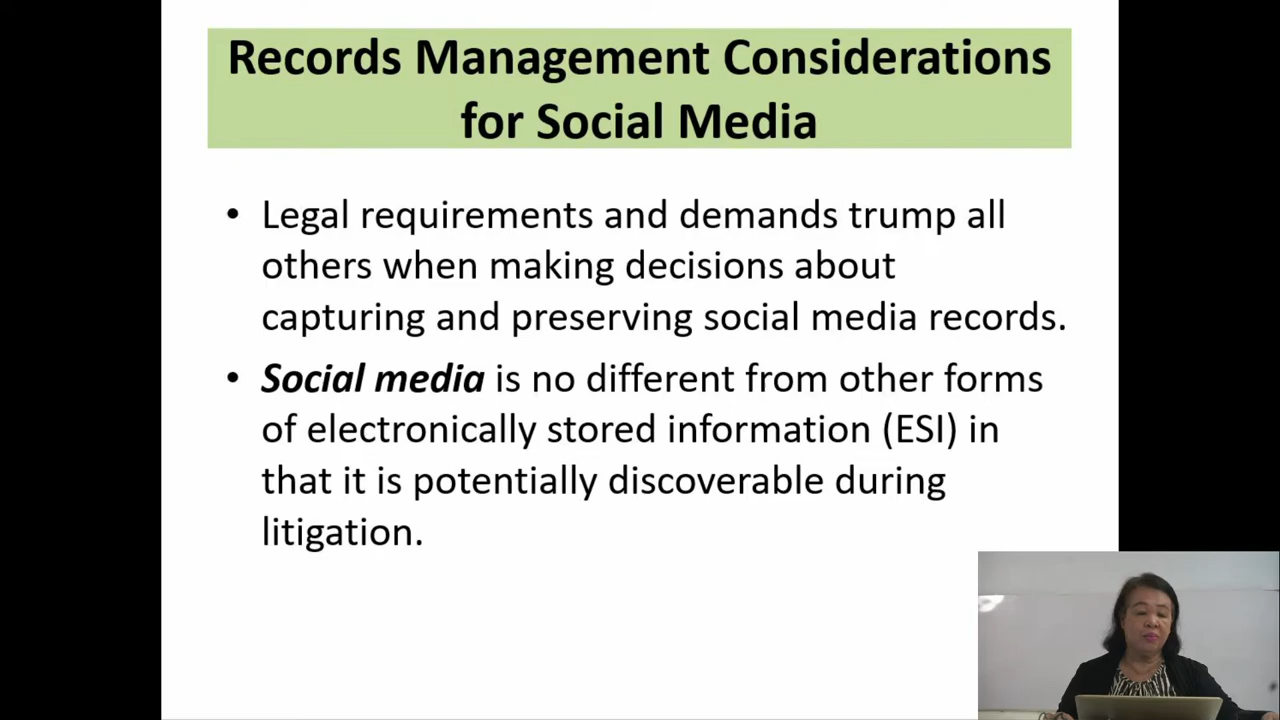 Records Management Considerations
for Social Media
• Legal requirements and demands trump all
others when making decisions about
capturing and preserving social media records.
• Social media is no different from other forms
of electronically stored information (ESI) in
that it is potentially discoverable during
litigation.